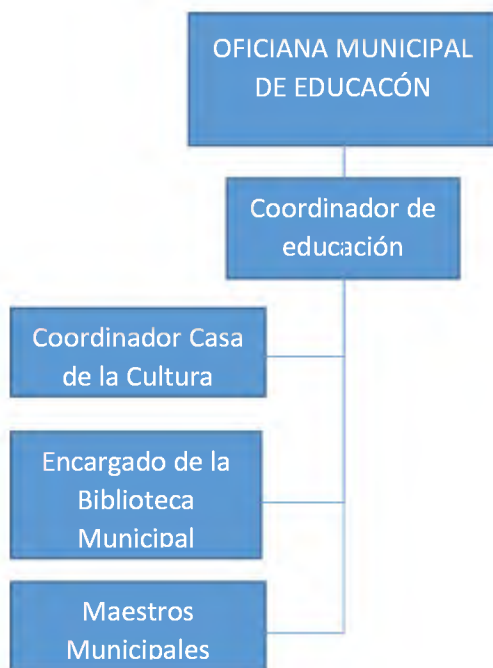 OFICIANA MUNICIPAL
DE EDUCACÓN
Coordinador de
educación
Coordinador Casa
de la Cultura
Encargado de la
Biblioteca
Municipal
Maestros
Municipales